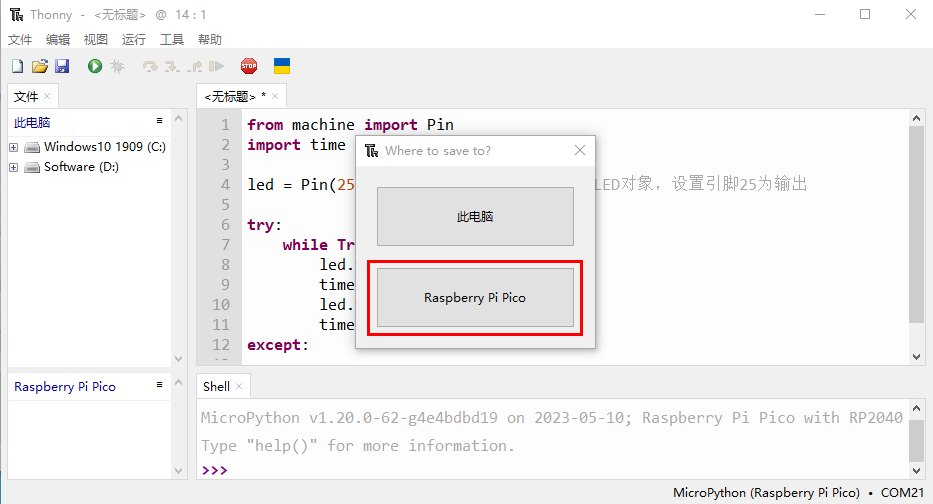 Thonny - <无标题> @ 14 : 1
文件 编辑 视图 运行 工具 帮助
STOP
文件 ×
此电脑 ≡
Windows10 1909 (C:)
Software (D:)
Raspberry Pi Pico ≡
<无标题> * ×
1 from machine import Pin
2 import time
3
4 led = Pin(25 LED对象，设置引脚25为输出
5
6 try:
7 while Tr
8 led.
9 time
10 led.
11 time
12 except:
Where to save to?
此电脑
Raspberry Pi Pico
Shell ×
MicroPython v1.20.0-62-g4e4bdbd19 on 2023-05-10; Raspberry Pi Pico with RP2040
Type "help()" for more information.
>>>
MicroPython (Raspberry Pi Pico) • COM21